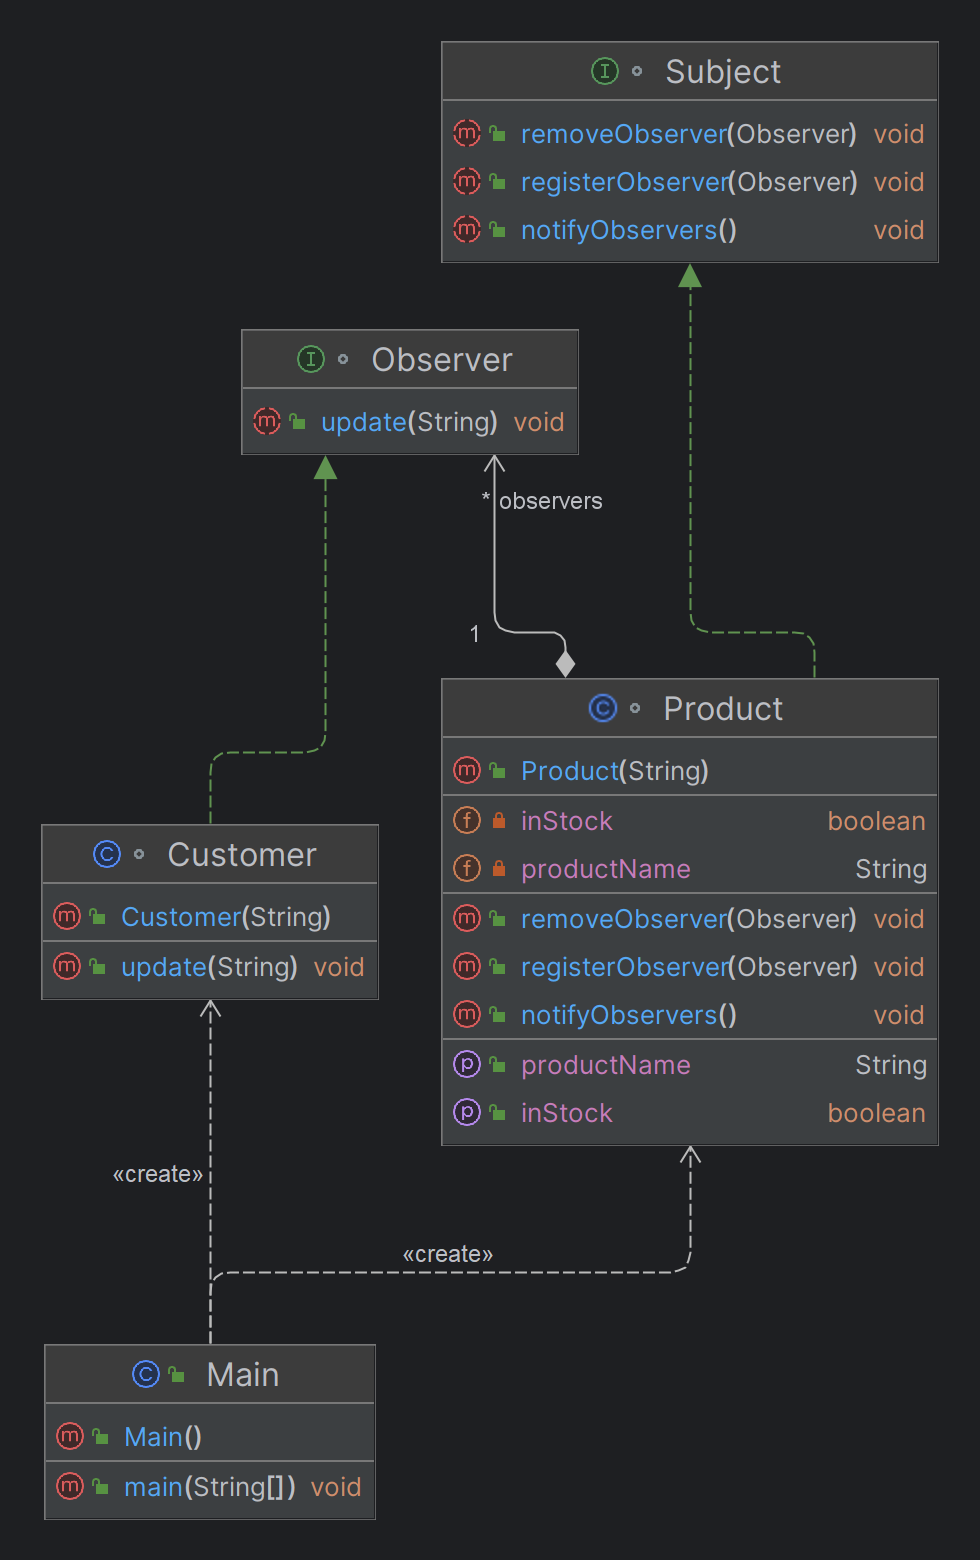 Subject
removeObserver(Observer) void
registerObserver(Observer) void
notifyObservers() void
Observer
update(String) void
* observers
1
Product
Product(String)
inStock boolean
productName String
removeObserver(Observer) void
registerObserver(Observer) void
notifyObservers() void
productName String
inStock boolean
Customer
Customer(String)
update(String) void
«create»
«create»
Main
Main()
main(String[]) void